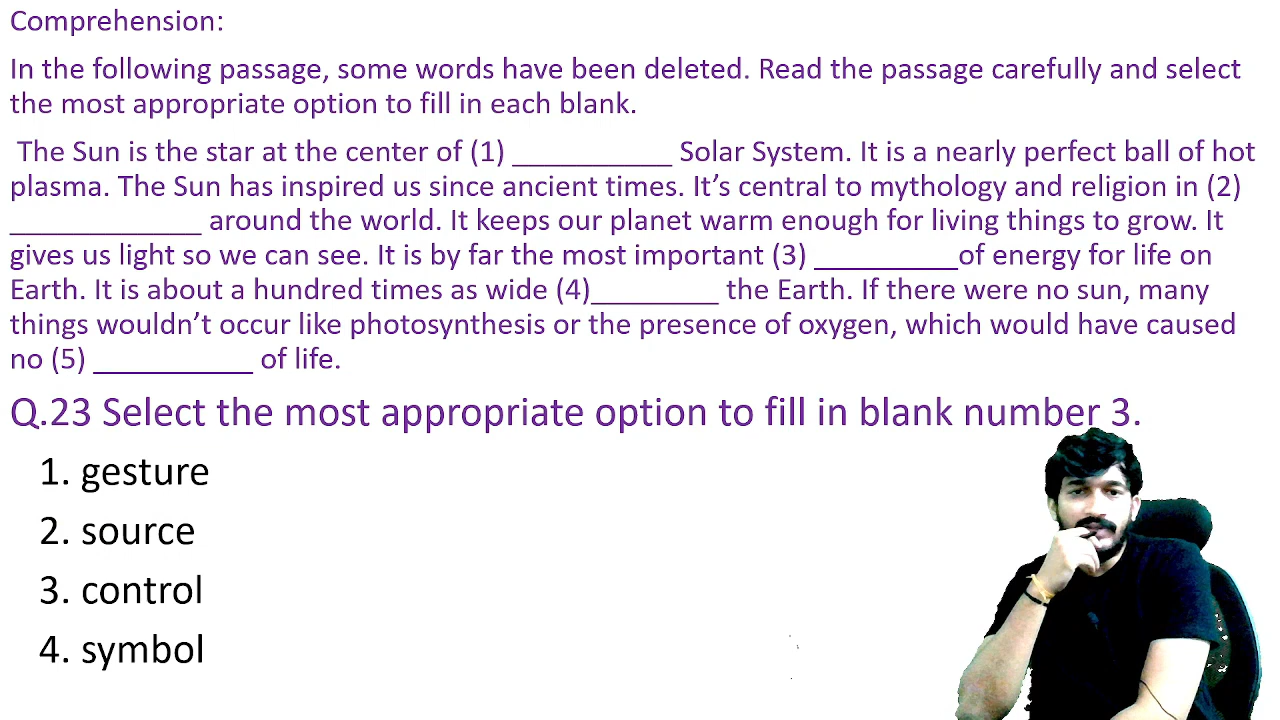 Comprehension:
In the following passage, some words have been deleted. Read the passage carefully and select
the most appropriate option to fill in each blank.
The Sun is the star at the center of (1) __________ Solar System. It is a nearly perfect ball of hot
plasma. The Sun has inspired us since ancient times. It’s central to mythology and religion in (2)
____________ around the world. It keeps our planet warm enough for living things to grow. It
gives us light so we can see. It is by far the most important (3) _________of energy for life on
Earth. It is about a hundred times as wide (4)________ the Earth. If there were no sun, many
things wouldn’t occur like photosynthesis or the presence of oxygen, which would have caused
no (5) __________ of life.
Q.23 Select the most appropriate option to fill in blank number 3.
1. gesture
2. source
3. control
4. symbol